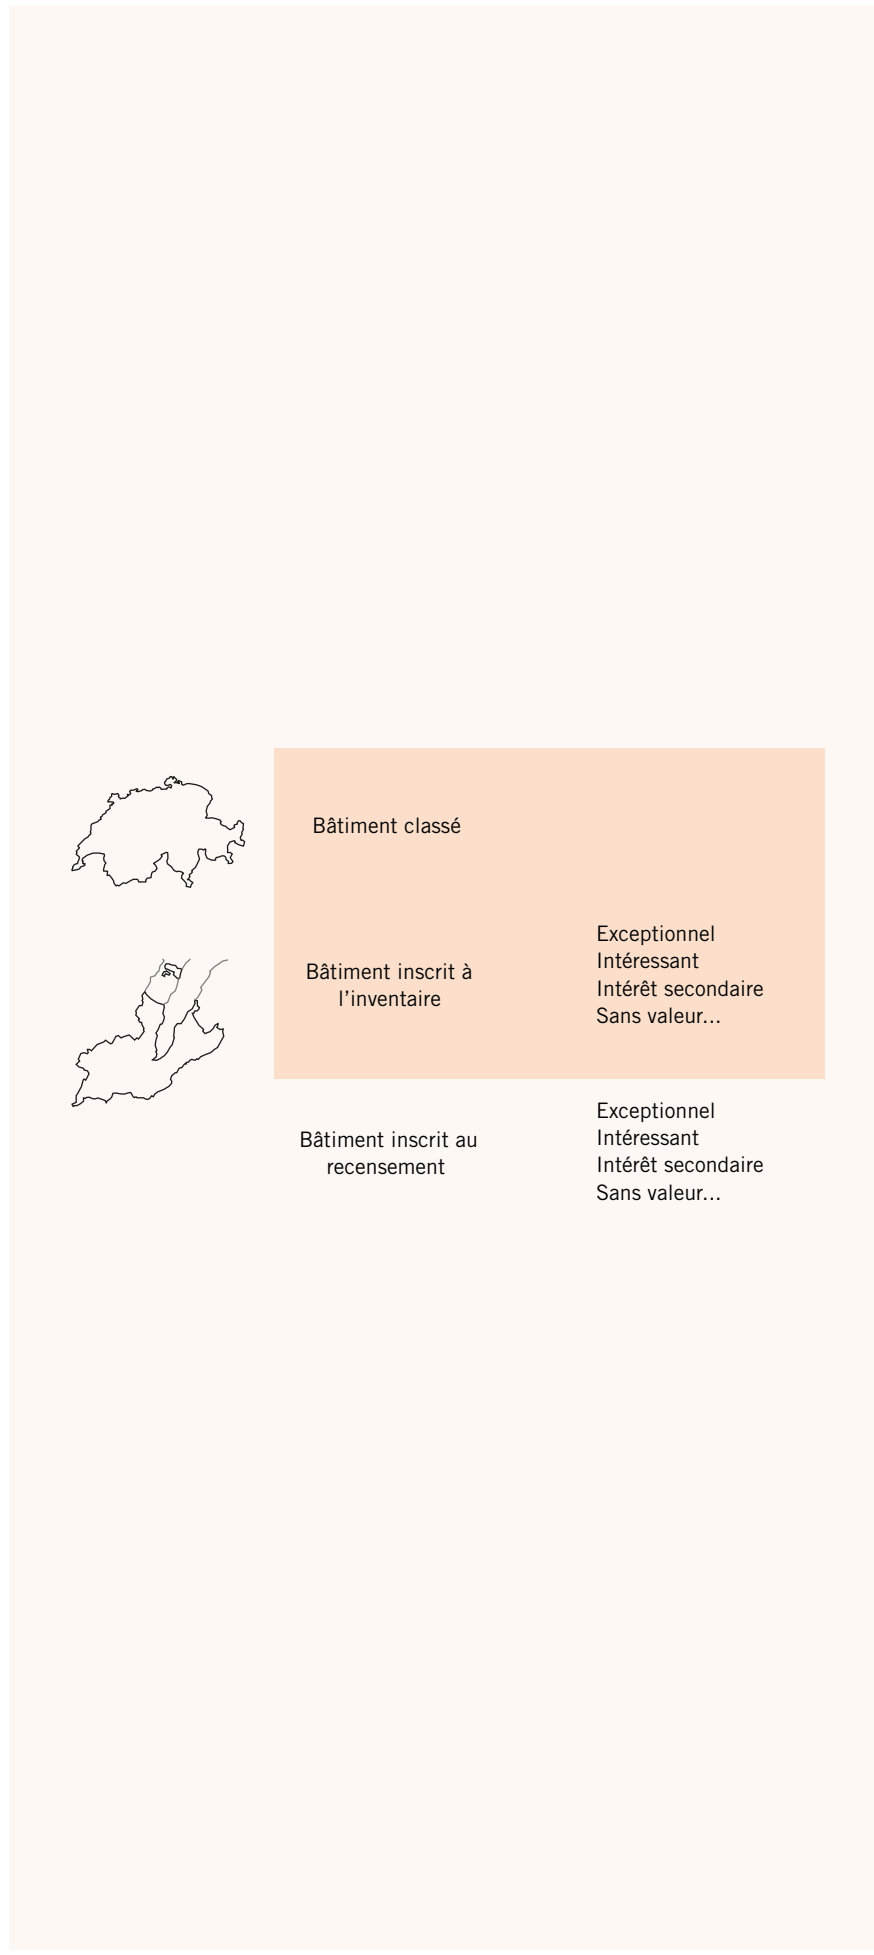 Bâtiment classé
Bâtiment inscrit à
l’inventaire
Exceptionnel
Intéressant
Intérêt secondaire
Sans valeur...
Bâtiment inscrit au
recensement
Exceptionnel
Intéressant
Intérêt secondaire
Sans valeur...